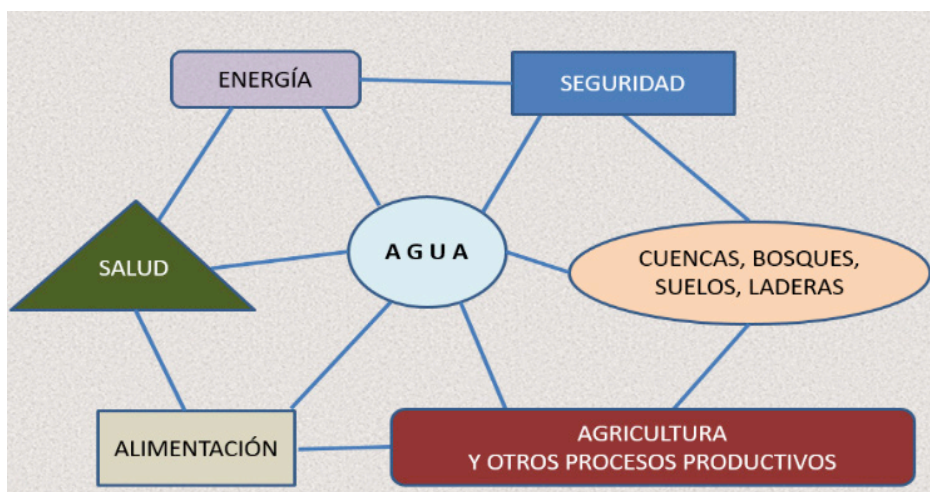 ENERGÍA
SEGURIDAD
SALUD
A G U A
CUENCAS, BOSQUES,
SUELOS, LADERAS
ALIMENTACIÓN
AGRICULTURA
Y OTROS PROCESOS PRODUCTIVOS